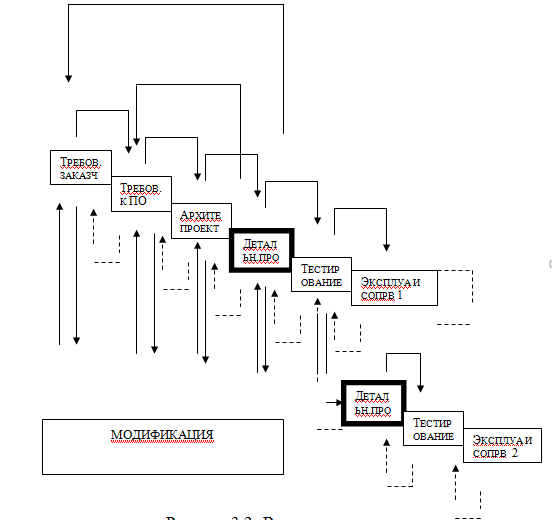 ТРЕБОВ.
ЗАКАЗЧ
ТРЕБОВ.
К ПО
АРХИТЕ
ПРОЕКТ
ДЕТАЛ
ЬН.ПРО
ТЕСТИР
ОВАНИЕ
ЭКСПЛУА И
СОПРВ 1
ДЕТАЛ
ЬН.ПРО
ТЕСТИР
ОВАНИЕ
ЭКСПЛУА И
СОПРВ 2
МОДИФИКАЦИЯ